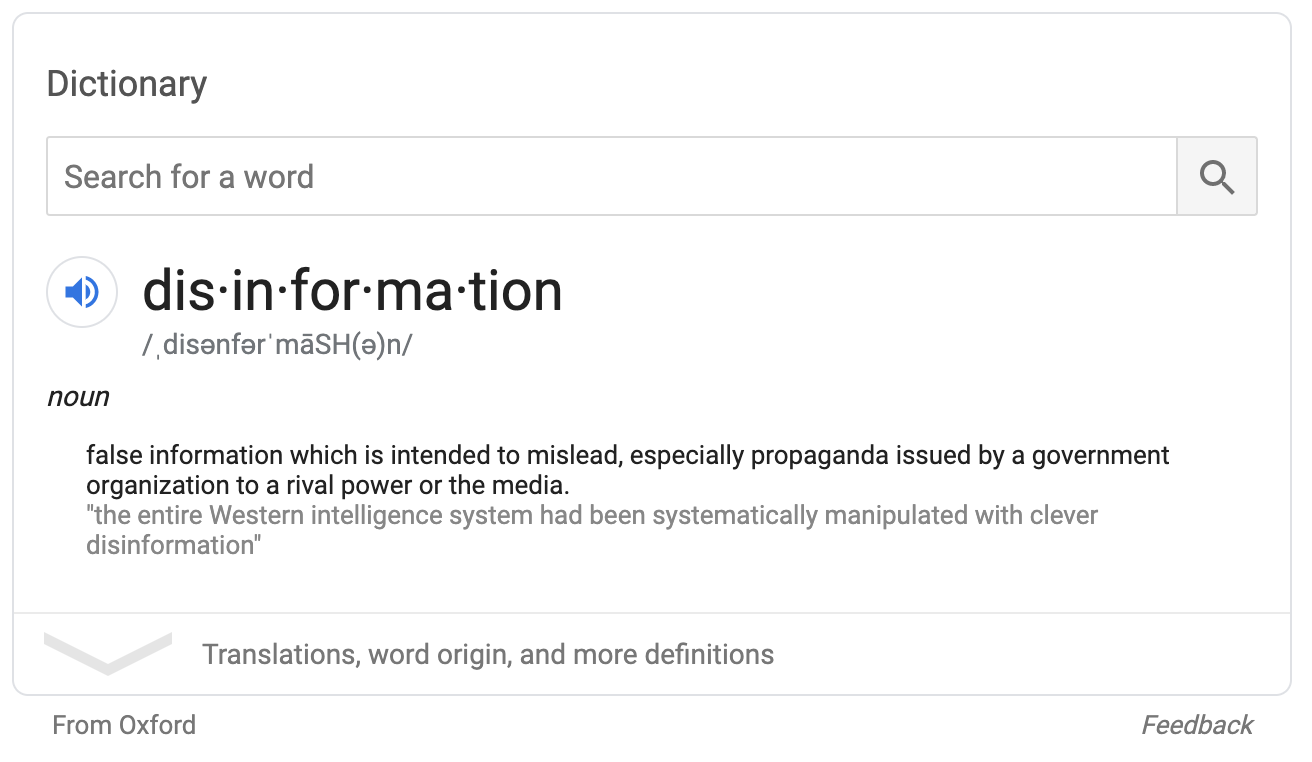 Dictionary
Search for a word
dis·in·for·ma·tion
/ˌdisənfərˈmāSH(ə)n/
noun
false information which is intended to mislead, especially propaganda issued by a government
organization to a rival power or the media.
"the entire Western intelligence system had been systematically manipulated with clever
disinformation"
Translations, word origin, and more definitions
From Oxford
Feedback